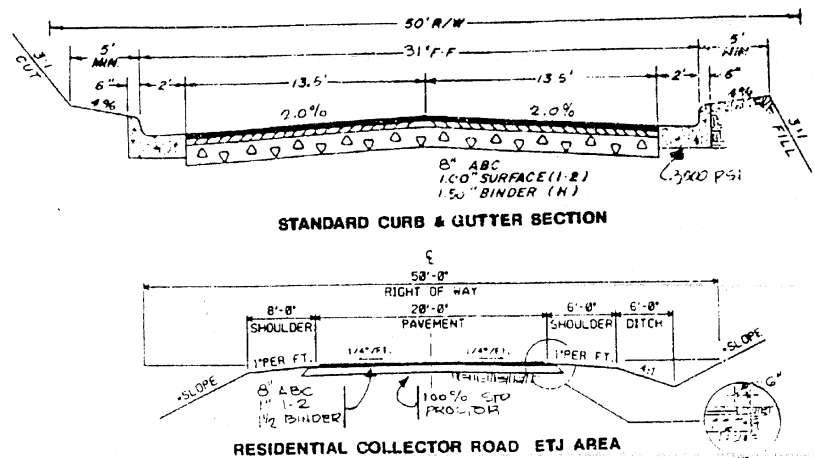 50' R/W
5' MIN. 31' F-F 5' MIN.
3:1 CUT
6" 2' 13.5' 13.5' 2' 6"
4% 2.0% 2.0% 4%
3:1 FILL
8" ABC
1.00" SURFACE (I-2)
1.50" BINDER (H)
3000 PSI
STANDARD CURB & GUTTER SECTION
℄
50'-0"
RIGHT OF WAY
8'-0" 20'-0" 6'-0" 6'-0"
SHOULDER PAVEMENT SHOULDER DITCH
1" PER FT. 1/4"/FT. 1/4"/FT. 1" PER FT. 4:1
*SLOPE *SLOPE
8" ABC
1" I-2
1½ BINDER
100% STD
PROCTOR
6"
RESIDENTIAL COLLECTOR ROAD ETJ AREA